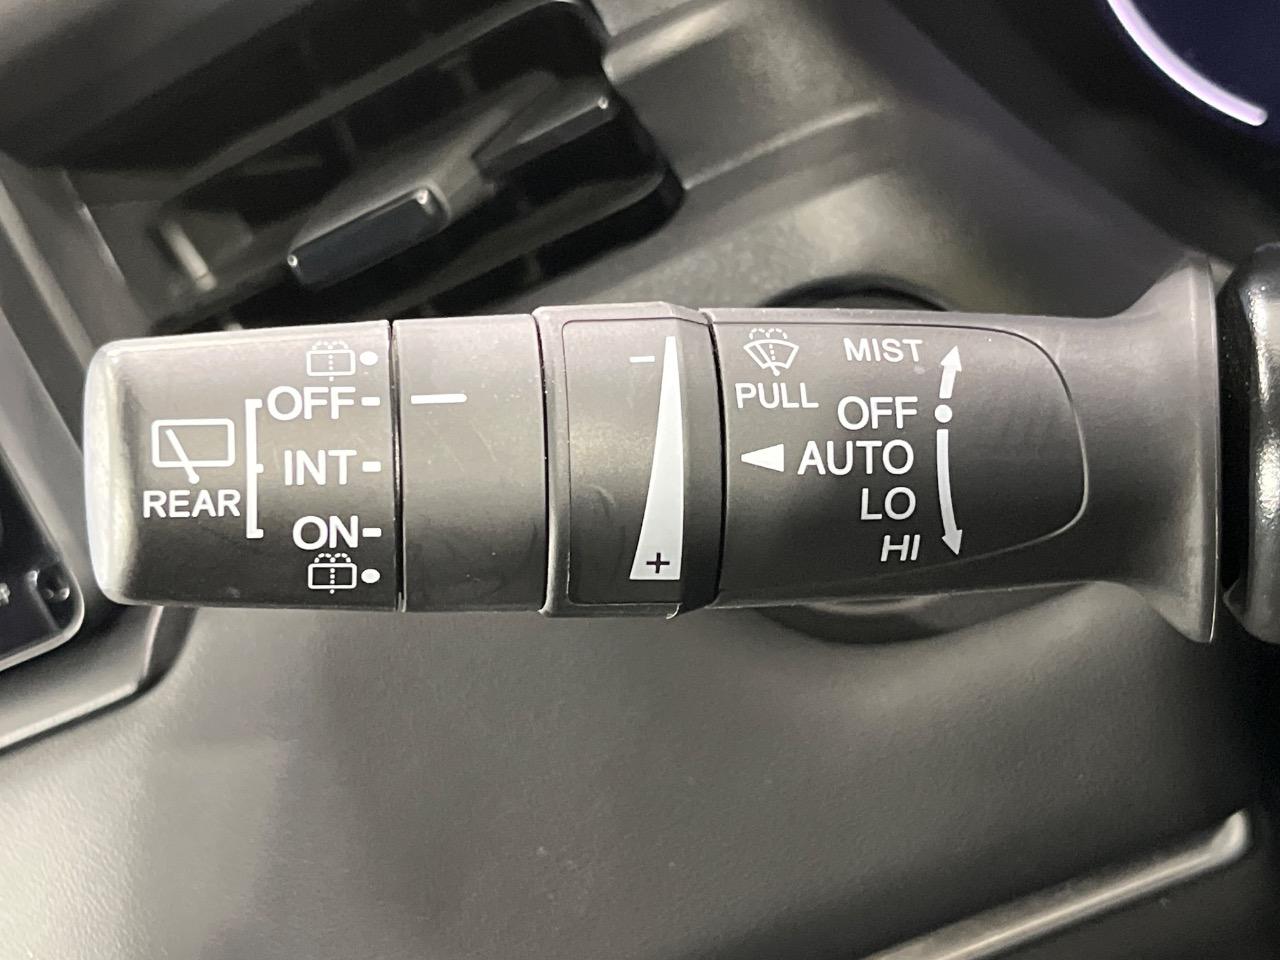 OFF
INT
ON
REAR
−
+
PULL
MIST
OFF
AUTO
LO
HI